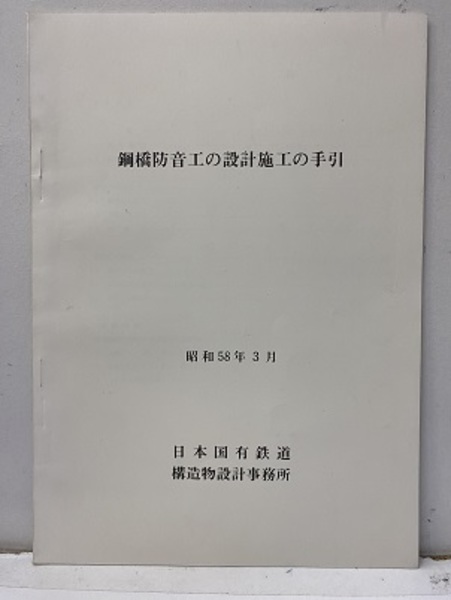 鋼橋防音工の設計施工の手引
昭和58年3月
日本国有鉄道
構造物設計事務所